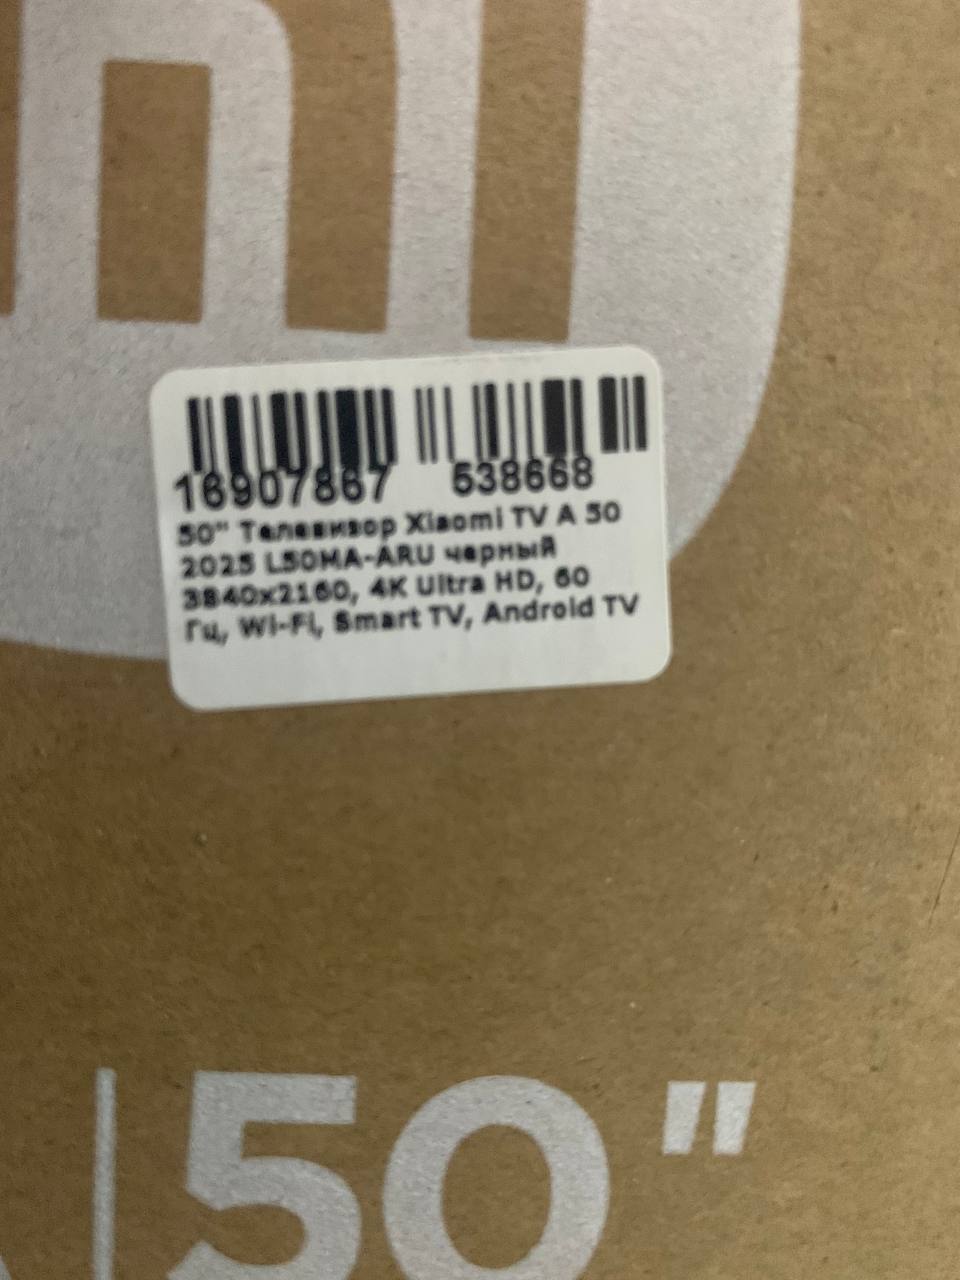 16907867 538668
50" Телевизор Xiaomi TV A 50
2025 L50MA-ARU черный
3840x2160, 4K Ultra HD, 60
Гц, Wi-Fi, Smart TV, Android TV
50"